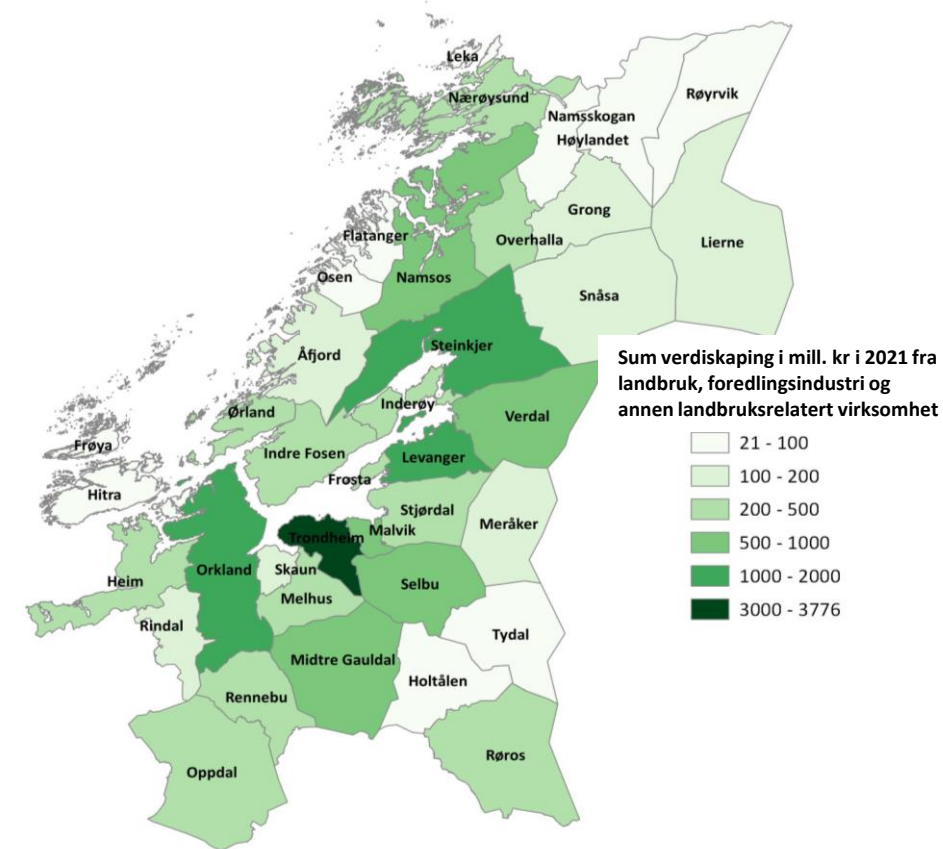 Leka
Nærøysund
Røyrvik
Namsskogan
Høylandet
Grong
Flatanger
Overhalla
Lierne
Osen
Namsos
Snåsa
Steinkjer
Åfjord
Sum verdiskaping i mill. kr i 2021 fra
landbruk, foredlingsindustri og
annen landbruksrelatert virksomhet
Ørland
Inderøy
Verdal
Frøya
Indre Fosen
Levanger
21 - 100
Hitra
Frosta
100 - 200
Stjørdal
200 - 500
Trondheim
Malvik
Meråker
500 - 1000
Heim
Orkland
Skaun
Selbu
1000 - 2000
Melhus
3000 - 3776
Rindal
Tydal
Midtre Gauldal
Holtålen
Rennebu
Oppdal
Røros